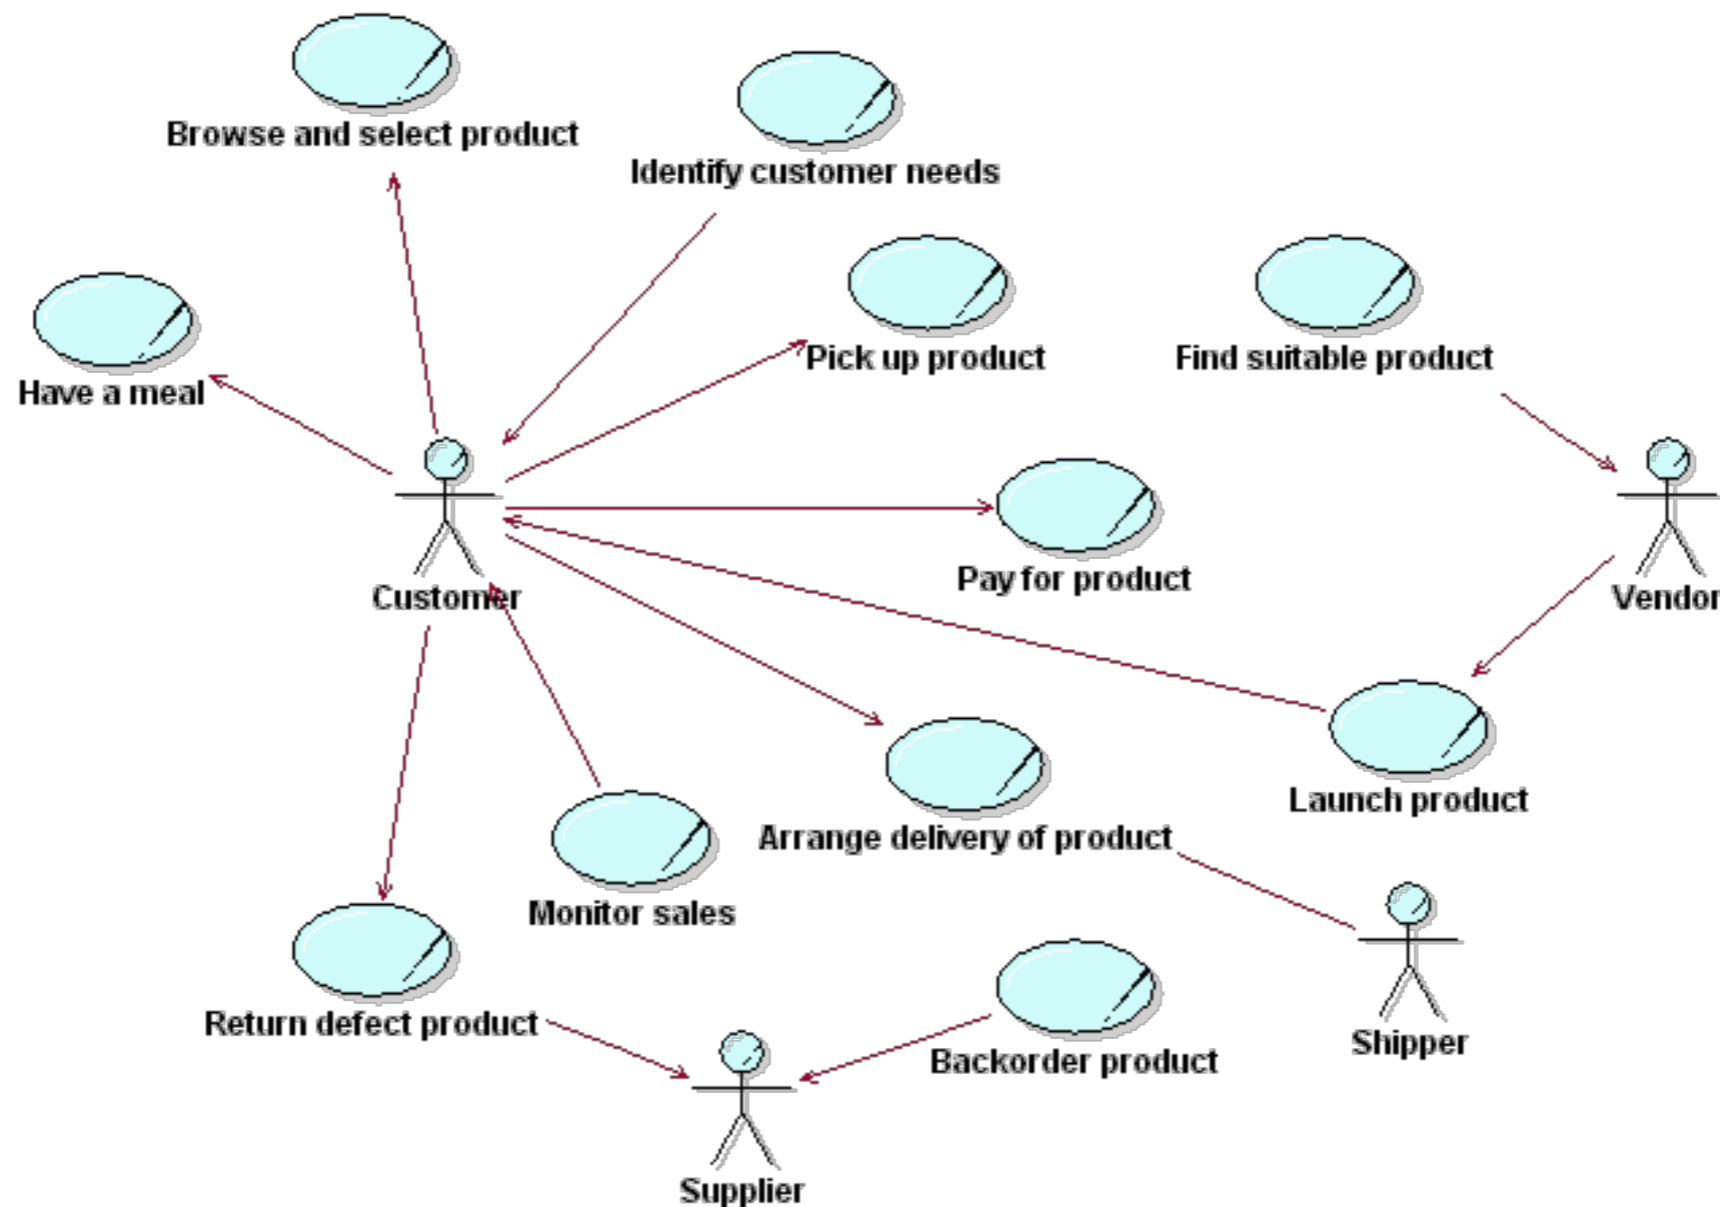 Browse and select product
Identify customer needs
Pick up product
Find suitable product
Have a meal
Pay for product
Customer
Vendor
Launch product
Arrange delivery of product
Monitor sales
Return defect product
Shipper
Backorder product
Supplier